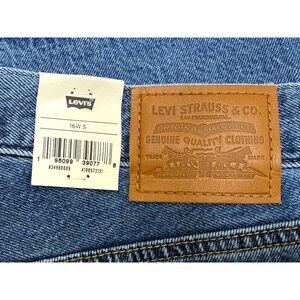 LEVI'S
16W S
1 96099 39077 8
LEVI STRAUSS & CO.
SAN FRANCISCO, CAL.
GENUINE QUALITY CLOTHING
TRADE MARK